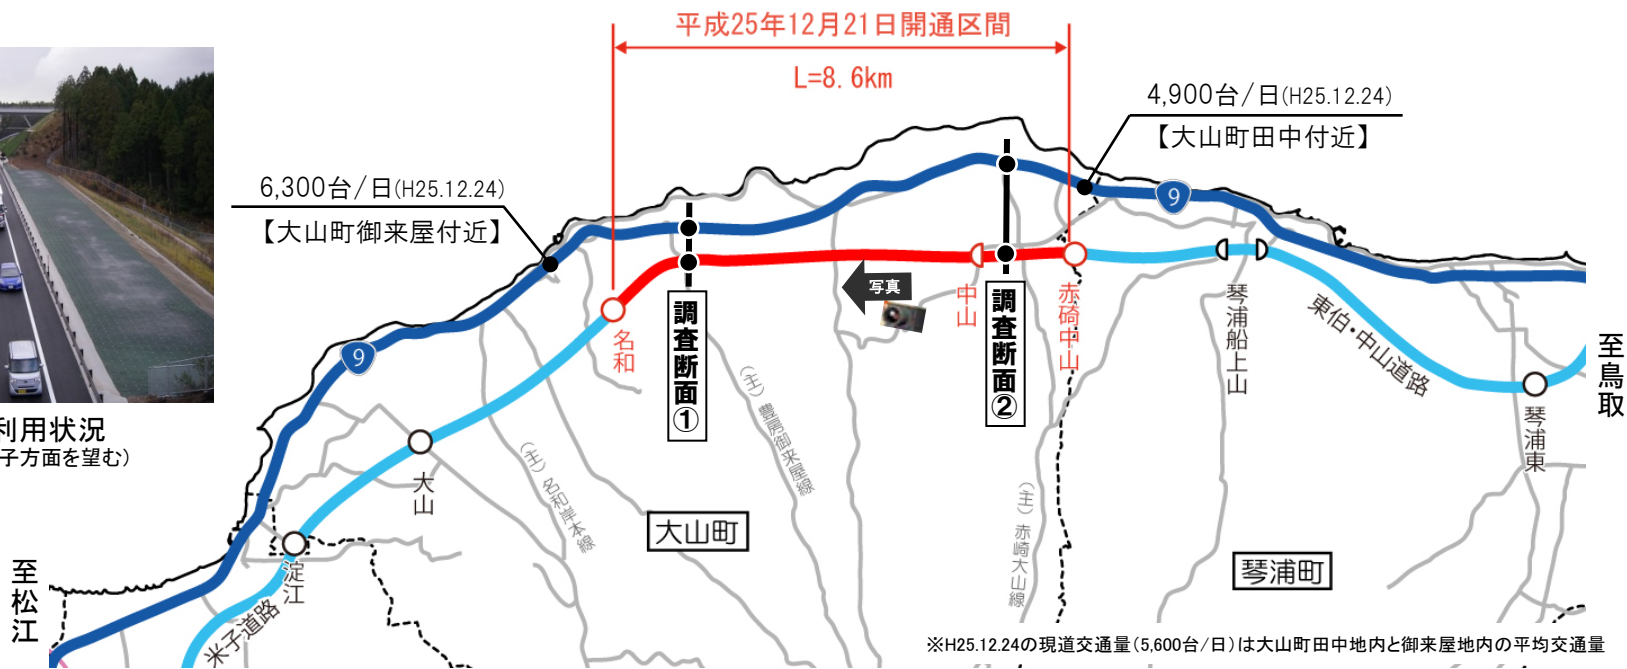 平成25年12月21日開通区間
L=8.6km
4,900台/日(H25.12.24)
【大山町田中付近】
6,300台/日(H25.12.24)
【大山町御来屋付近】
9
9
写真
調査断面①
調査断面②
名和
中山
赤碕中山
琴浦船上山
東伯・中山道路
琴浦東
至鳥取
利用状況
子方面を望む)
大山
淀江
米子道路
至松江
(主)名和岸本線
(主)豊房御来屋線
(主)赤崎大山線
大山町
琴浦町
※H25.12.24の現道交通量(5,600台/日)は大山町田中地内と御来屋地内の平均交通量